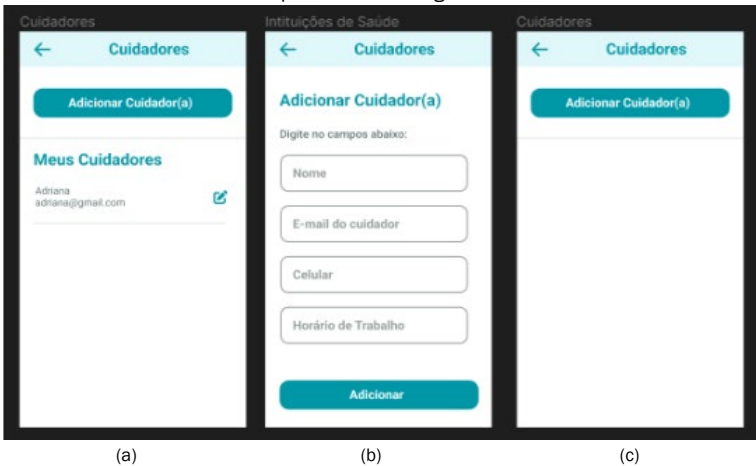 Cuidadores
Cuidadores
Adicionar Cuidador(a)
Meus Cuidadores
Adriana
adriana@gmail.com
(a)
Intituições de Saúde
Cuidadores
Adicionar Cuidador(a)
Digite no campos abaixo:
Nome
E-mail do cuidador
Celular
Horário de Trabalho
Adicionar
(b)
Cuidadores
Cuidadores
Adicionar Cuidador(a)
(c)